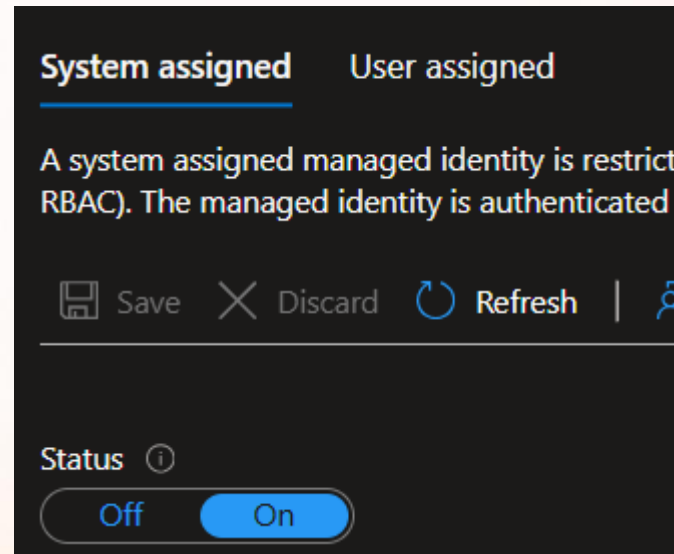 System assigned User assigned
A system assigned managed identity is restrict
RBAC). The managed identity is authenticated
Save Discard Refresh
Status
Off On